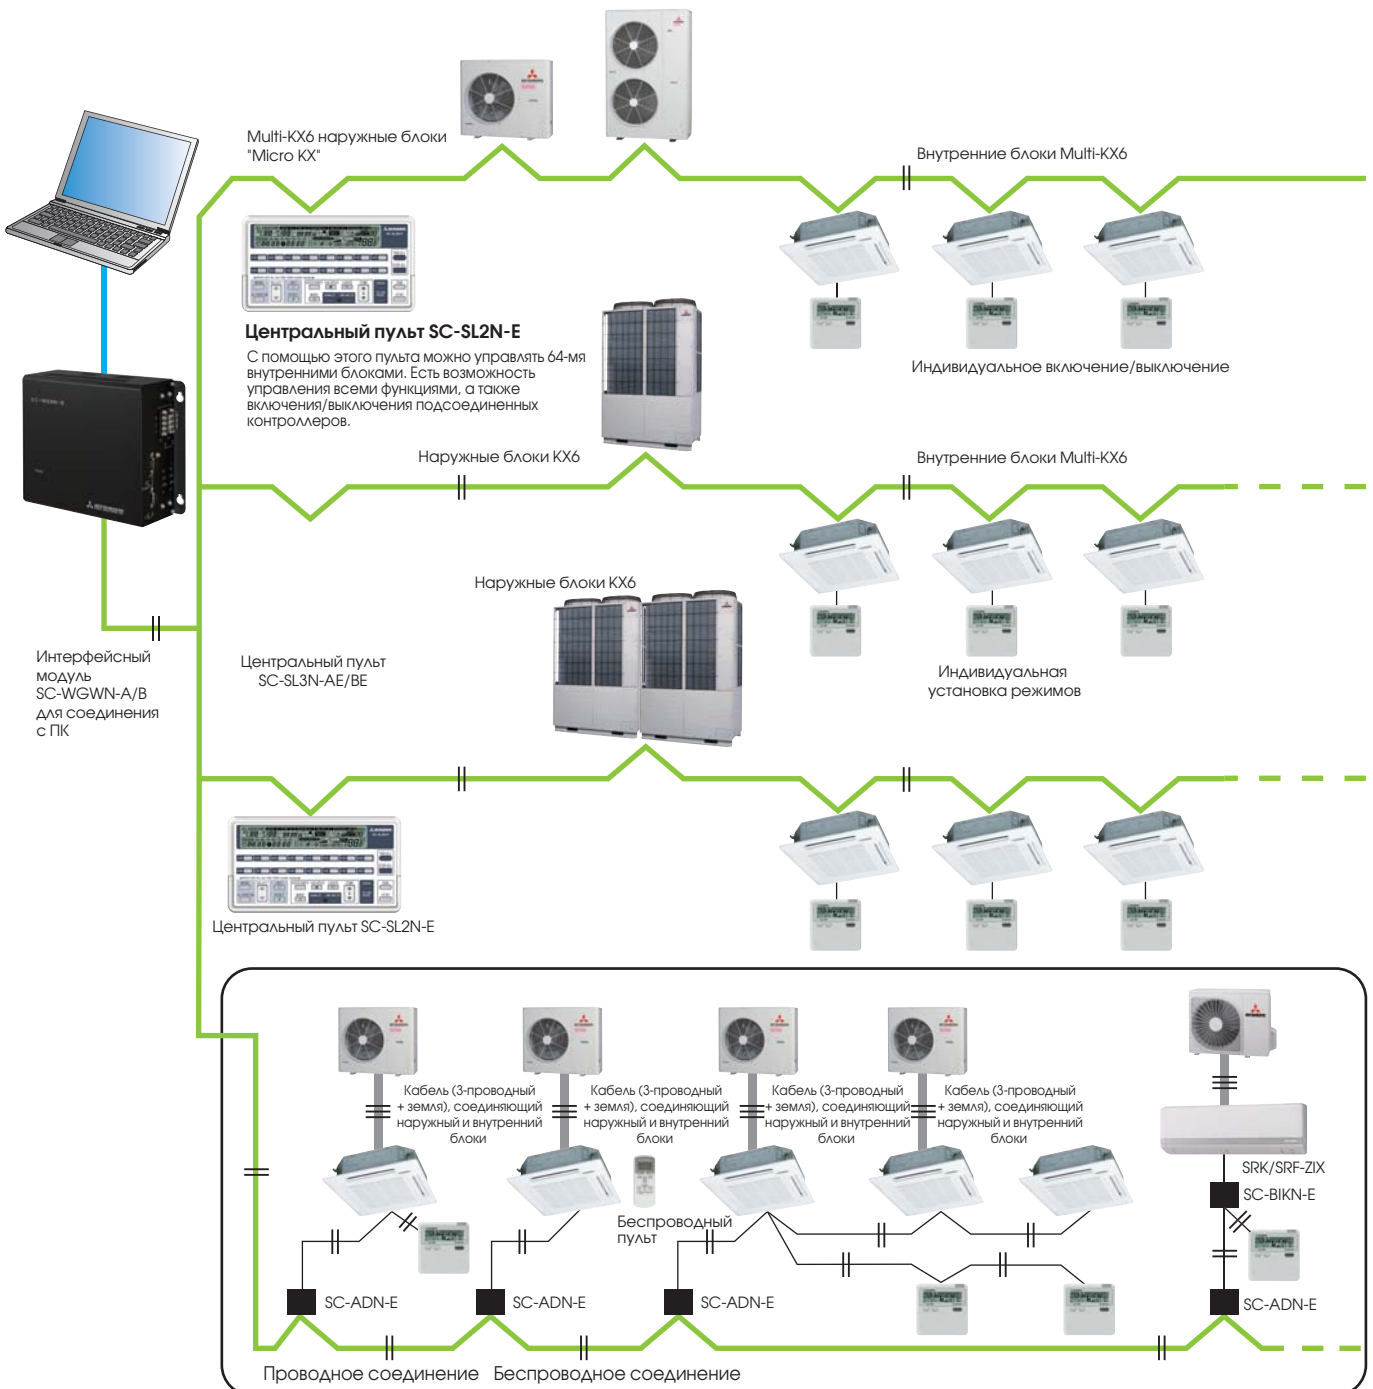 Multi-KX6 наружные блоки
"Micro KX"
Внутренние блоки Multi-KX6
Центральный пульт SC-SL2N-E
С помощью этого пульта можно управлять 64-мя
внутренними блоками. Есть возможность
управления всеми функциями, а также
включения/выключения подсоединенных
контроллеров.
Индивидуальное включение/выключение
Наружные блоки KX6
Внутренние блоки Multi-KX6
Наружные блоки KX6
Интерфейсный
модуль
SC-WGWN-A/B
для соединения
с ПК
Центральный пульт
SC-SL3N-AE/BE
Индивидуальная
установка режимов
Центральный пульт SC-SL2N-E
Кабель (3-проводный
+ земля), соединяющий
наружный и внутренний
блоки
Кабель (3-проводный
+ земля), соединяющий
наружный и внутренний
блоки
Кабель (3-проводный
+ земля), соединяющий
наружный и внутренний
блоки
Кабель (3-проводный
+ земля), соединяющий
наружный и внутренний
блоки
SRK/SRF-ZIX
SC-BIKN-E
Беспроводный
пульт
SC-ADN-E
SC-ADN-E
SC-ADN-E
SC-ADN-E
Проводное соединение
Беспроводное соединение